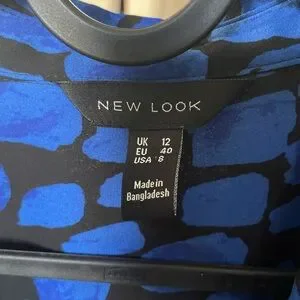 NEW LOOK
UK 12
EU 40
USA 8
Made in
Bangladesh